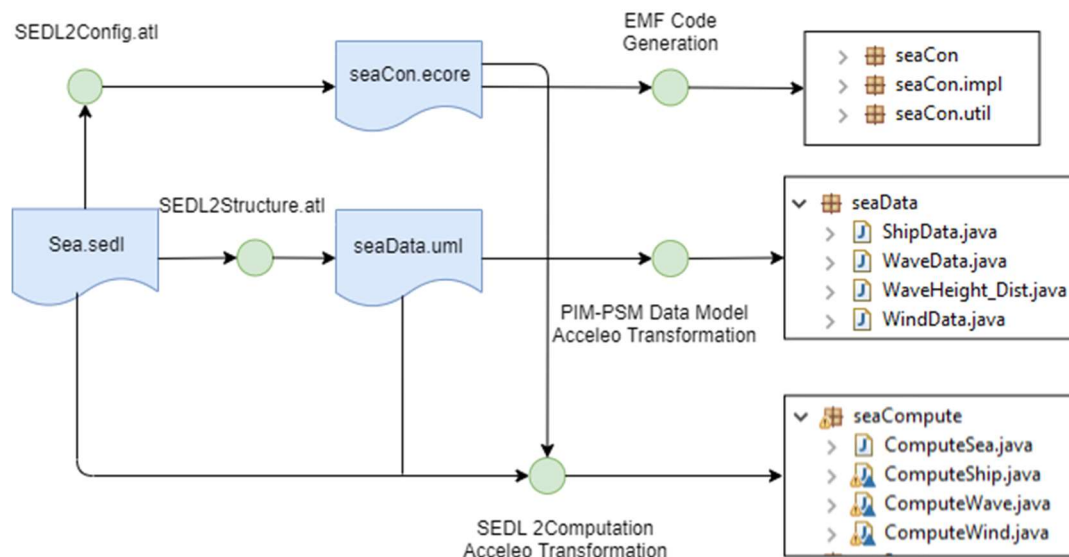 SEDL2Config.atl
EMF Code
Generation
seaCon.ecore
seaCon
seaCon.impl
seaCon.util
SEDL2Structure.atl
Sea.sedl
seaData.uml
seaData
ShipData.java
WaveData.java
WaveHeight_Dist.java
WindData.java
PIM-PSM Data Model
Acceleo Transformation
seaCompute
ComputeSea.java
ComputeShip.java
ComputeWave.java
ComputeWind.java
SEDL 2Computation
Acceleo Transformation